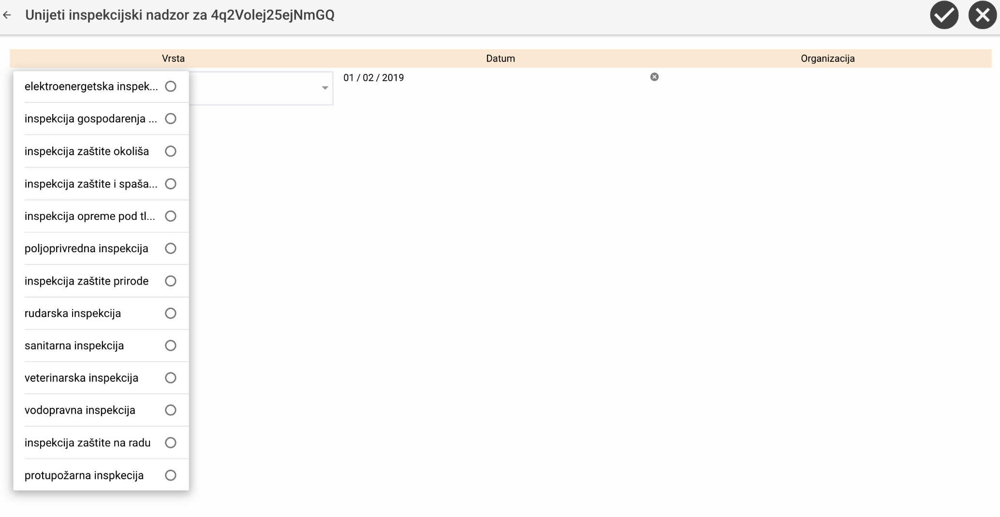 Unijeti inspekcijski nadzor za 4q2Volej25ejNmGQ
Vrsta Datum Organizacija
01 / 02 / 2019
elektroenergetska inspek...
inspekcija gospodarenja ...
inspekcija zaštite okoliša
inspekcija zaštite i spaša...
inspekcija opreme pod tl...
poljoprivredna inspekcija
inspekcija zaštite prirode
rudarska inspekcija
sanitarna inspekcija
veterinarska inspekcija
vodopravna inspekcija
inspekcija zaštite na radu
protupožarna inspkecija